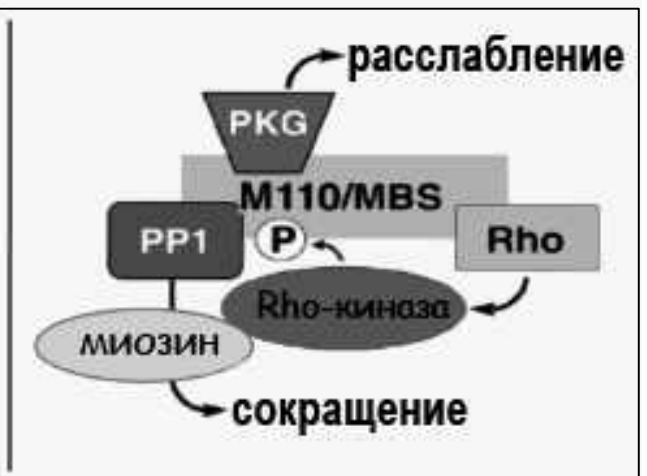 расслабление
PKG
M110/MBS
PP1
P
Rho
Rho-киназа
миозин
сокращение